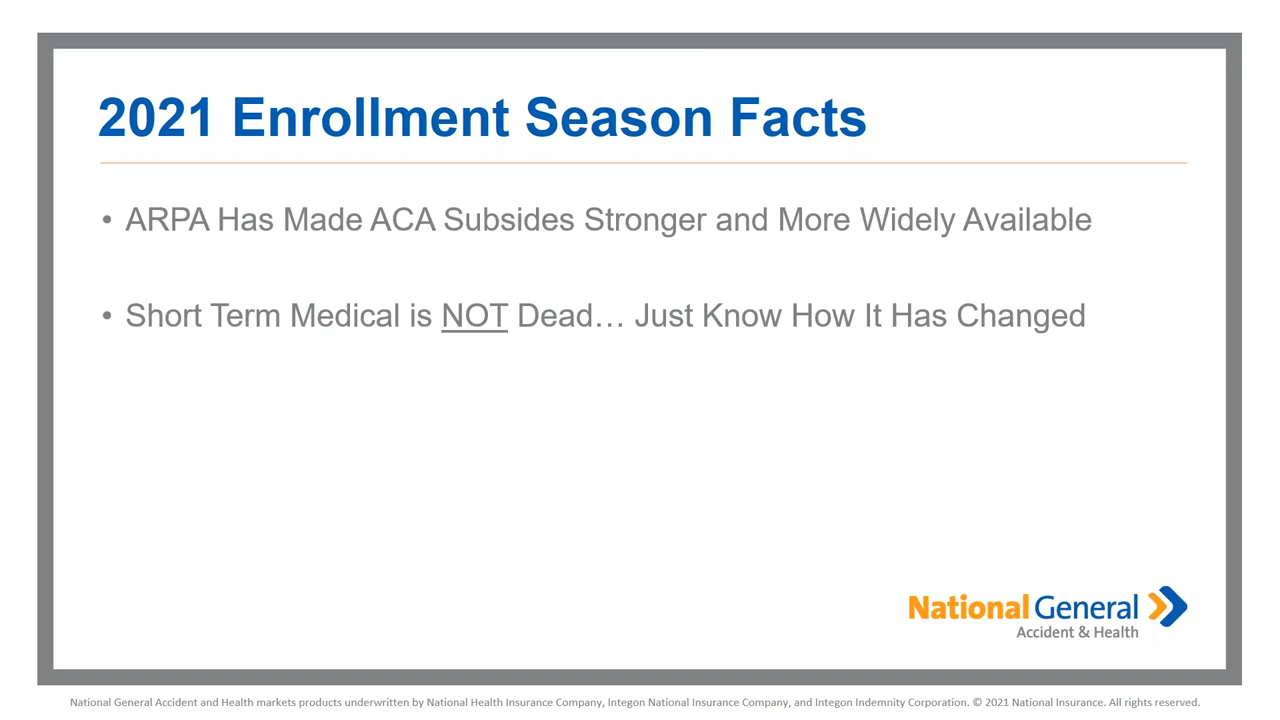 2021 Enrollment Season Facts
• ARPA Has Made ACA Subsides Stronger and More Widely Available
• Short Term Medical is NOT Dead… Just Know How It Has Changed
National General
Accident & Health
National General Accident and Health markets products underwritten by National Health Insurance Company, Integon National Insurance Company, and Integon Indemnity Corporation. © 2021 National Insurance. All rights reserved.